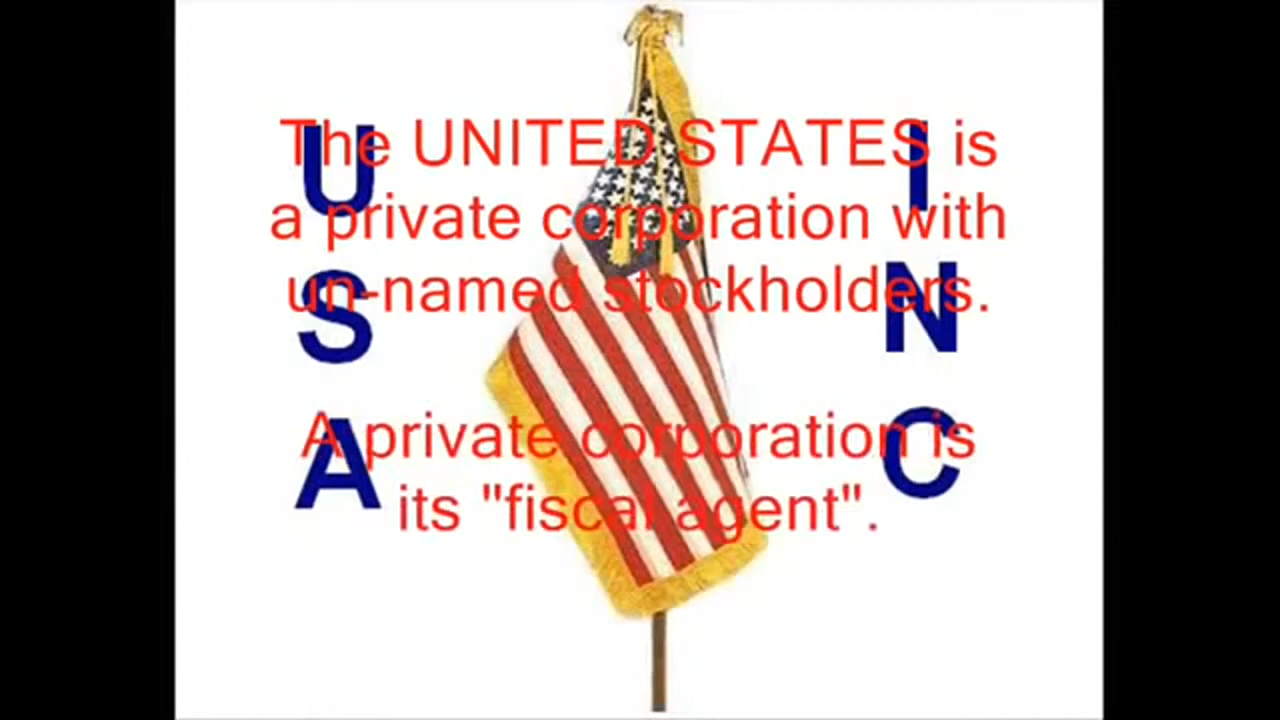 The UNITED STATES is
a private corporation with
un-named stockholders.
A private corporation is
its "fiscal agent".
U
S
A
I
N
C